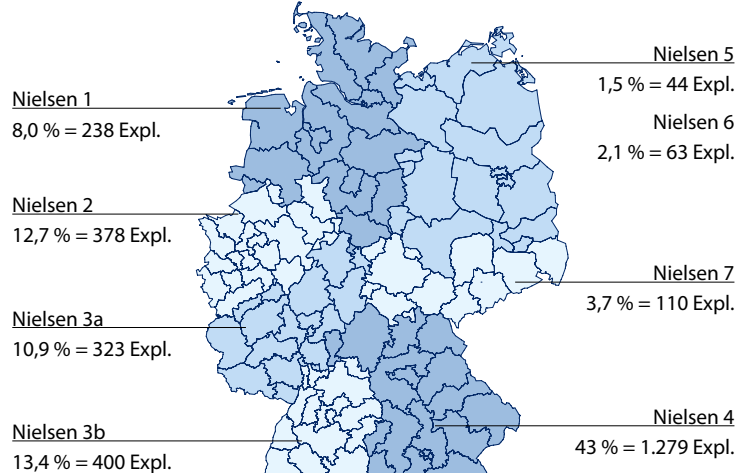 Nielsen 1
8,0 % = 238 Expl.
Nielsen 2
12,7 % = 378 Expl.
Nielsen 3a
10,9 % = 323 Expl.
Nielsen 3b
13,4 % = 400 Expl.
Nielsen 5
1,5 % = 44 Expl.
Nielsen 6
2,1 % = 63 Expl.
Nielsen 7
3,7 % = 110 Expl.
Nielsen 4
43 % = 1.279 Expl.